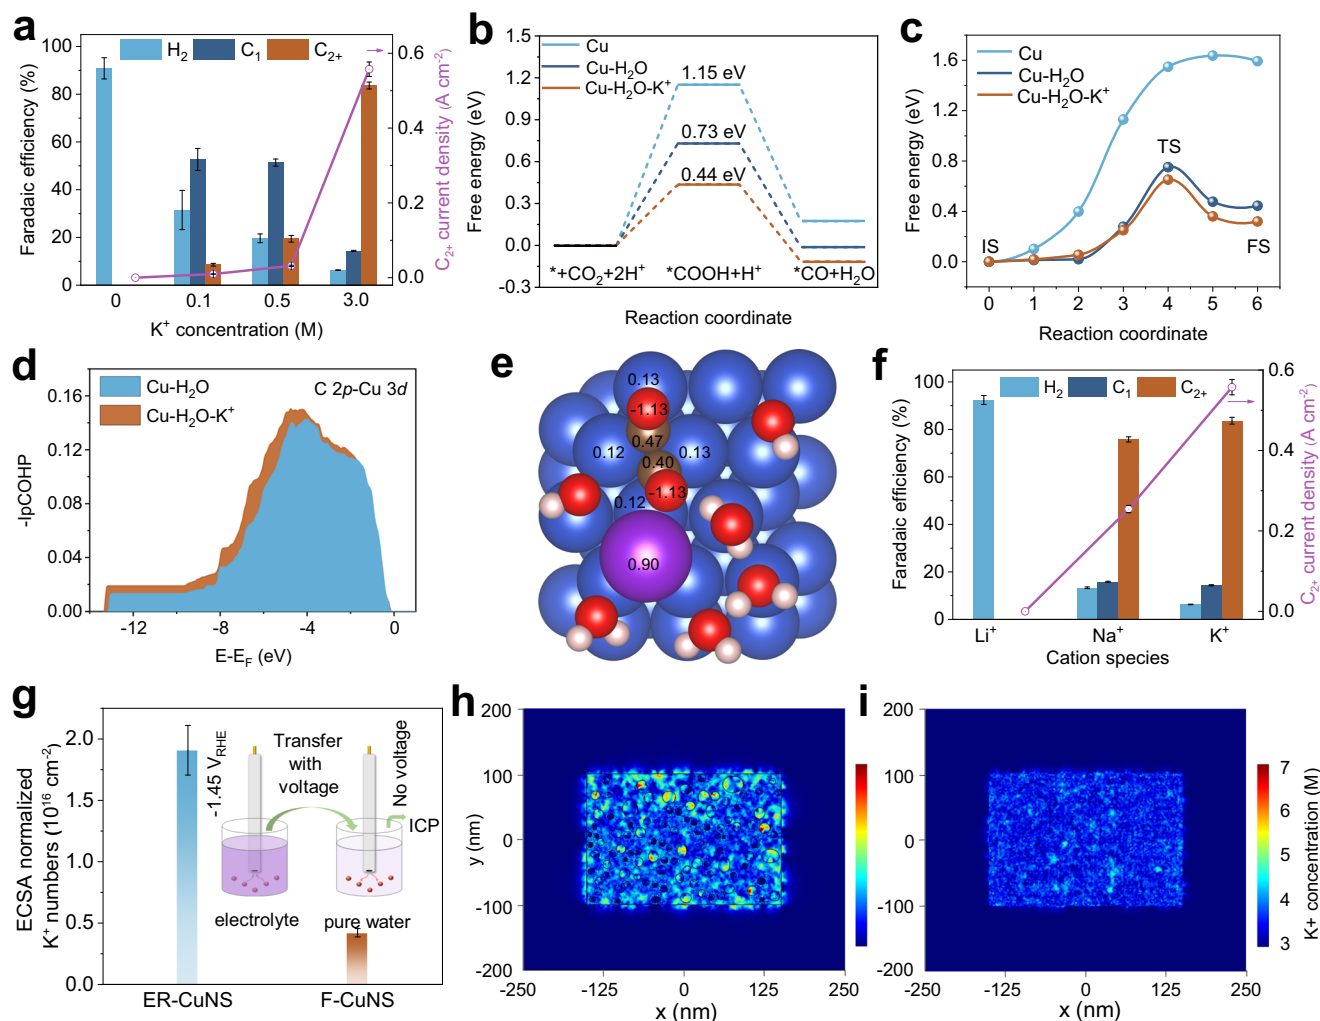 a
H₂ C₁ C₂₊
Faradaic efficiency (%)
100
80
60
40
20
0
0 0.1 0.5 3.0
K⁺ concentration (M)
0.6
0.4
0.2
0.0
C₂₊ current density (A cm⁻²)
b
Cu
Cu-H₂O
Cu-H₂O-K⁺
Free energy (eV)
1.5
1.2
0.9
0.6
0.3
0.0
-0.3
1.15 eV
0.73 eV
0.44 eV
*+CO₂+2H⁺ *COOH+H⁺ *CO+H₂O
Reaction coordinate
c
Cu
Cu-H₂O
Cu-H₂O-K⁺
Free energy (eV)
1.6
1.2
0.8
0.4
0.0
IS
TS
FS
0 1 2 3 4 5 6
Reaction coordinate
d
Cu-H₂O
Cu-H₂O-K⁺
C 2p-Cu 3d
-IpCOHP
0.16
0.12
0.08
0.04
0.00
-12 -8 -4 0
E-E_F (eV)
e
0.13
-1.13
0.47
0.12 0.13
0.40
-1.13
0.12
0.90
f
H₂ C₁ C₂₊
Faradaic efficiency (%)
100
80
60
40
20
0
Li⁺ Na⁺ K⁺
Cation species
0.6
0.4
0.2
0.0
C₂₊ current density (A cm⁻²)
g
ECSA normalized
K⁺ numbers (10¹⁶ cm⁻²)
2.0
1.5
1.0
0.5
0.0
-1.45 V_RHE
Transfer
with
voltage
No voltage
ICP
electrolyte
pure water
ER-CuNS F-CuNS
h
200
100
0
-100
-200
y (nm)
-250 -125 0 125 250
x (nm)
i
200
100
0
-100
-200
-250 -125 0 125 250
x (nm)
7
6
5
4
3
K+ concentration (M)